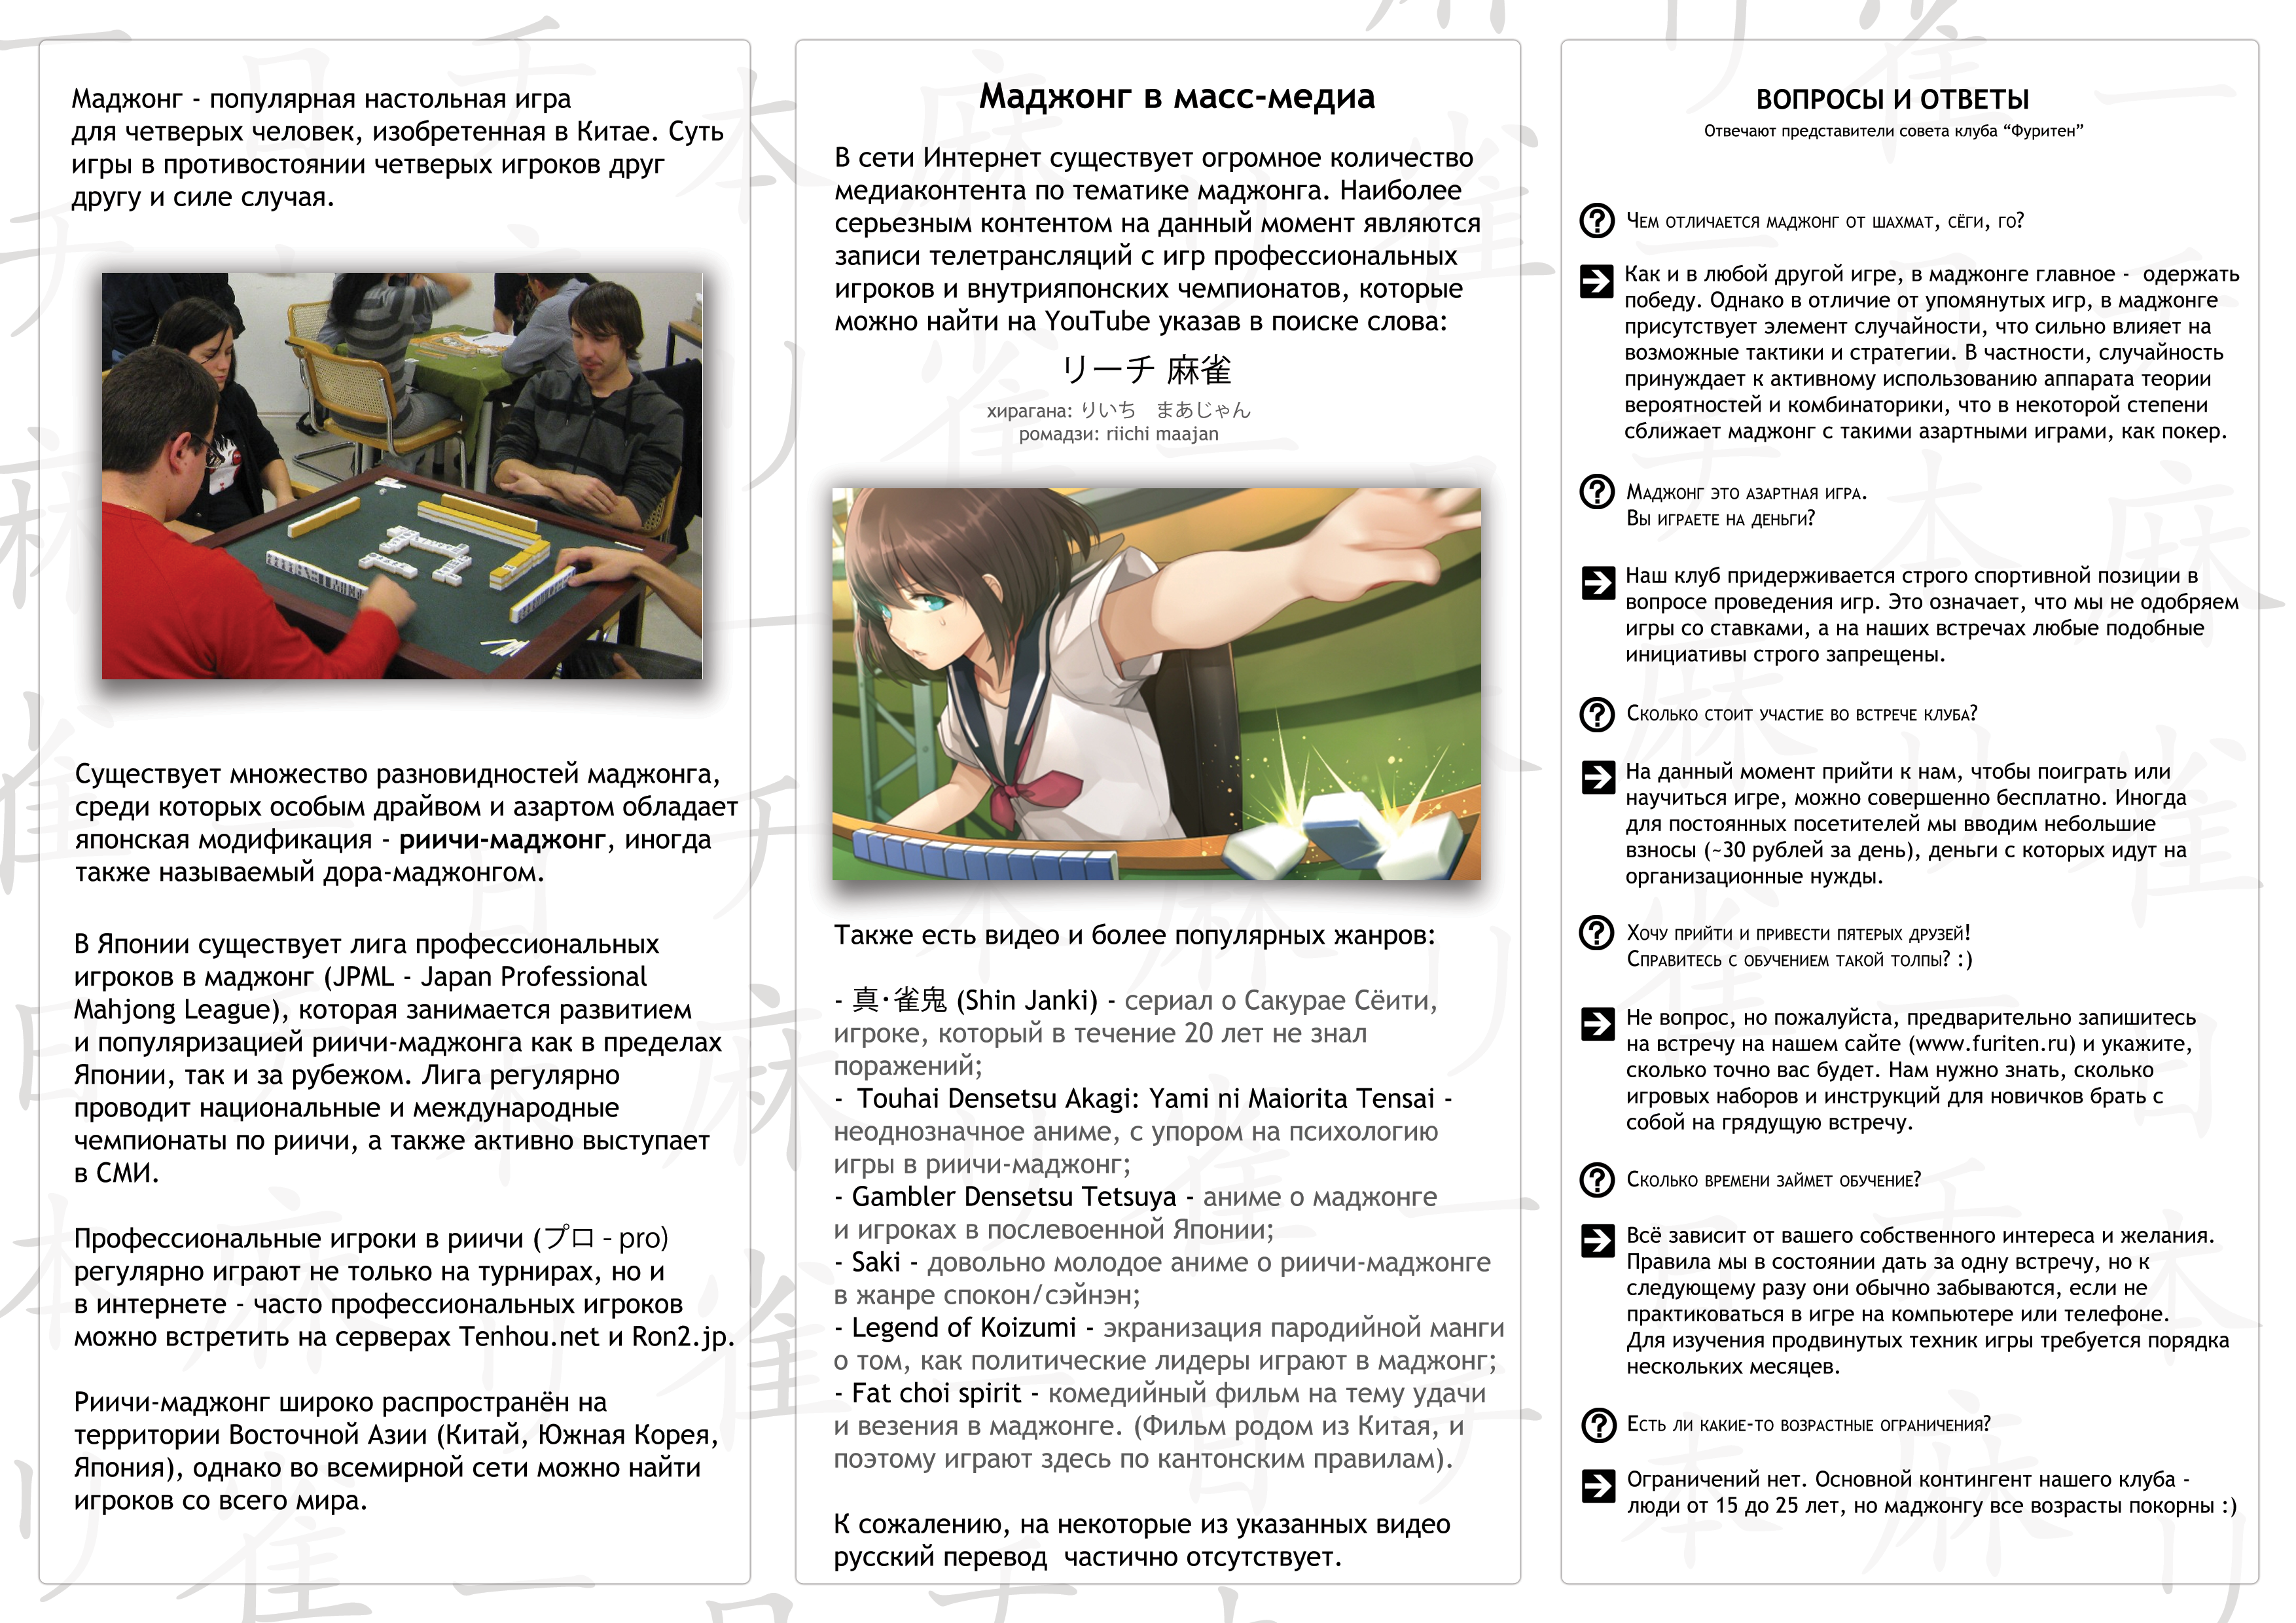 Маджонг - популярная настольная игра
для четверых человек, изобретенная в Китае. Суть
игры в противостоянии четверых игроков друг
другу и силе случая.
Существует множество разновидностей маджонга,
среди которых особым драйвом и азартом обладает
японская модификация - риичи-маджонг, иногда
также называемый дора-маджонгом.
В Японии существует лига профессиональных
игроков в маджонг (JPML - Japan Professional
Mahjong League), которая занимается развитием
и популяризацией риичи-маджонга как в пределах
Японии, так и за рубежом. Лига регулярно
проводит национальные и международные
чемпионаты по риичи, а также активно выступает
в СМИ.
Профессиональные игроки в риичи (プロ - pro)
регулярно играют не только на турнирах, но и
в интернете - часто профессиональных игроков
можно встретить на серверах Tenhou.net и Ron2.jp.
Риичи-маджонг широко распространён на
территории Восточной Азии (Китай, Южная Корея,
Япония), однако во всемирной сети можно найти
игроков со всего мира.
Маджонг в масс-медиа
В сети Интернет существует огромное количество
медиаконтента по тематике маджонга. Наиболее
серьезным контентом на данный момент являются
записи телетрансляций с игр профессиональных
игроков и внутрияпонских чемпионатов, которые
можно найти на YouTube указав в поиске слова:
リーチ 麻雀
хирагана: りいち　まあじゃん
ромадзи: riichi maajan
Также есть видео и более популярных жанров:
- 真·雀鬼 (Shin Janki) - сериал о Сакурае Сёити,
игроке, который в течение 20 лет не знал
поражений;
- Touhai Densetsu Akagi: Yami ni Maiorita Tensai -
неоднозначное аниме, с упором на психологию
игры в риичи-маджонг;
- Gambler Densetsu Tetsuya - аниме о маджонге
и игроках в послевоенной Японии;
- Saki - довольно молодое аниме о риичи-маджонге
в жанре спокон/сэйнэн;
- Legend of Koizumi - экранизация пародийной манги
о том, как политические лидеры играют в маджонг;
- Fat choi spirit - комедийный фильм на тему удачи
и везения в маджонге. (Фильм родом из Китая, и
поэтому играют здесь по кантонским правилам).
К сожалению, на некоторые из указанных видео
русский перевод частично отсутствует.
ВОПРОСЫ И ОТВЕТЫ
Отвечают представители совета клуба “Фуритен”
Чем отличается маджонг от шахмат, сёги, го?
Как и в любой другой игре, в маджонге главное - одержать
победу. Однако в отличие от упомянутых игр, в маджонге
присутствует элемент случайности, что сильно влияет на
возможные тактики и стратегии. В частности, случайность
принуждает к активному использованию аппарата теории
вероятностей и комбинаторики, что в некоторой степени
сближает маджонг с такими азартными играми, как покер.
Маджонг это азартная игра.
Вы играете на деньги?
Наш клуб придерживается строго спортивной позиции в
вопросе проведения игр. Это означает, что мы не одобряем
игры со ставками, а на наших встречах любые подобные
инициативы строго запрещены.
Сколько стоит участие во встрече клуба?
На данный момент прийти к нам, чтобы поиграть или
научиться игре, можно совершенно бесплатно. Иногда
для постоянных посетителей мы вводим небольшие
взносы (~30 рублей за день), деньги с которых идут на
организационные нужды.
Хочу прийти и привести пятерых друзей!
Справитесь с обучением такой толпы? :)
Не вопрос, но пожалуйста, предварительно запишитесь
на встречу на нашем сайте (www.furiten.ru) и укажите,
сколько точно вас будет. Нам нужно знать, сколько
игровых наборов и инструкций для новичков брать с
собой на грядущую встречу.
Сколько времени займет обучение?
Всё зависит от вашего собственного интереса и желания.
Правила мы в состоянии дать за одну встречу, но к
следующему разу они обычно забываются, если не
практиковаться в игре на компьютере или телефоне.
Для изучения продвинутых техник игры требуется порядка
нескольких месяцев.
Есть ли какие-то возрастные ограничения?
Ограничений нет. Основной контингент нашего клуба -
люди от 15 до 25 лет, но маджонгу все возрасты покорны :)